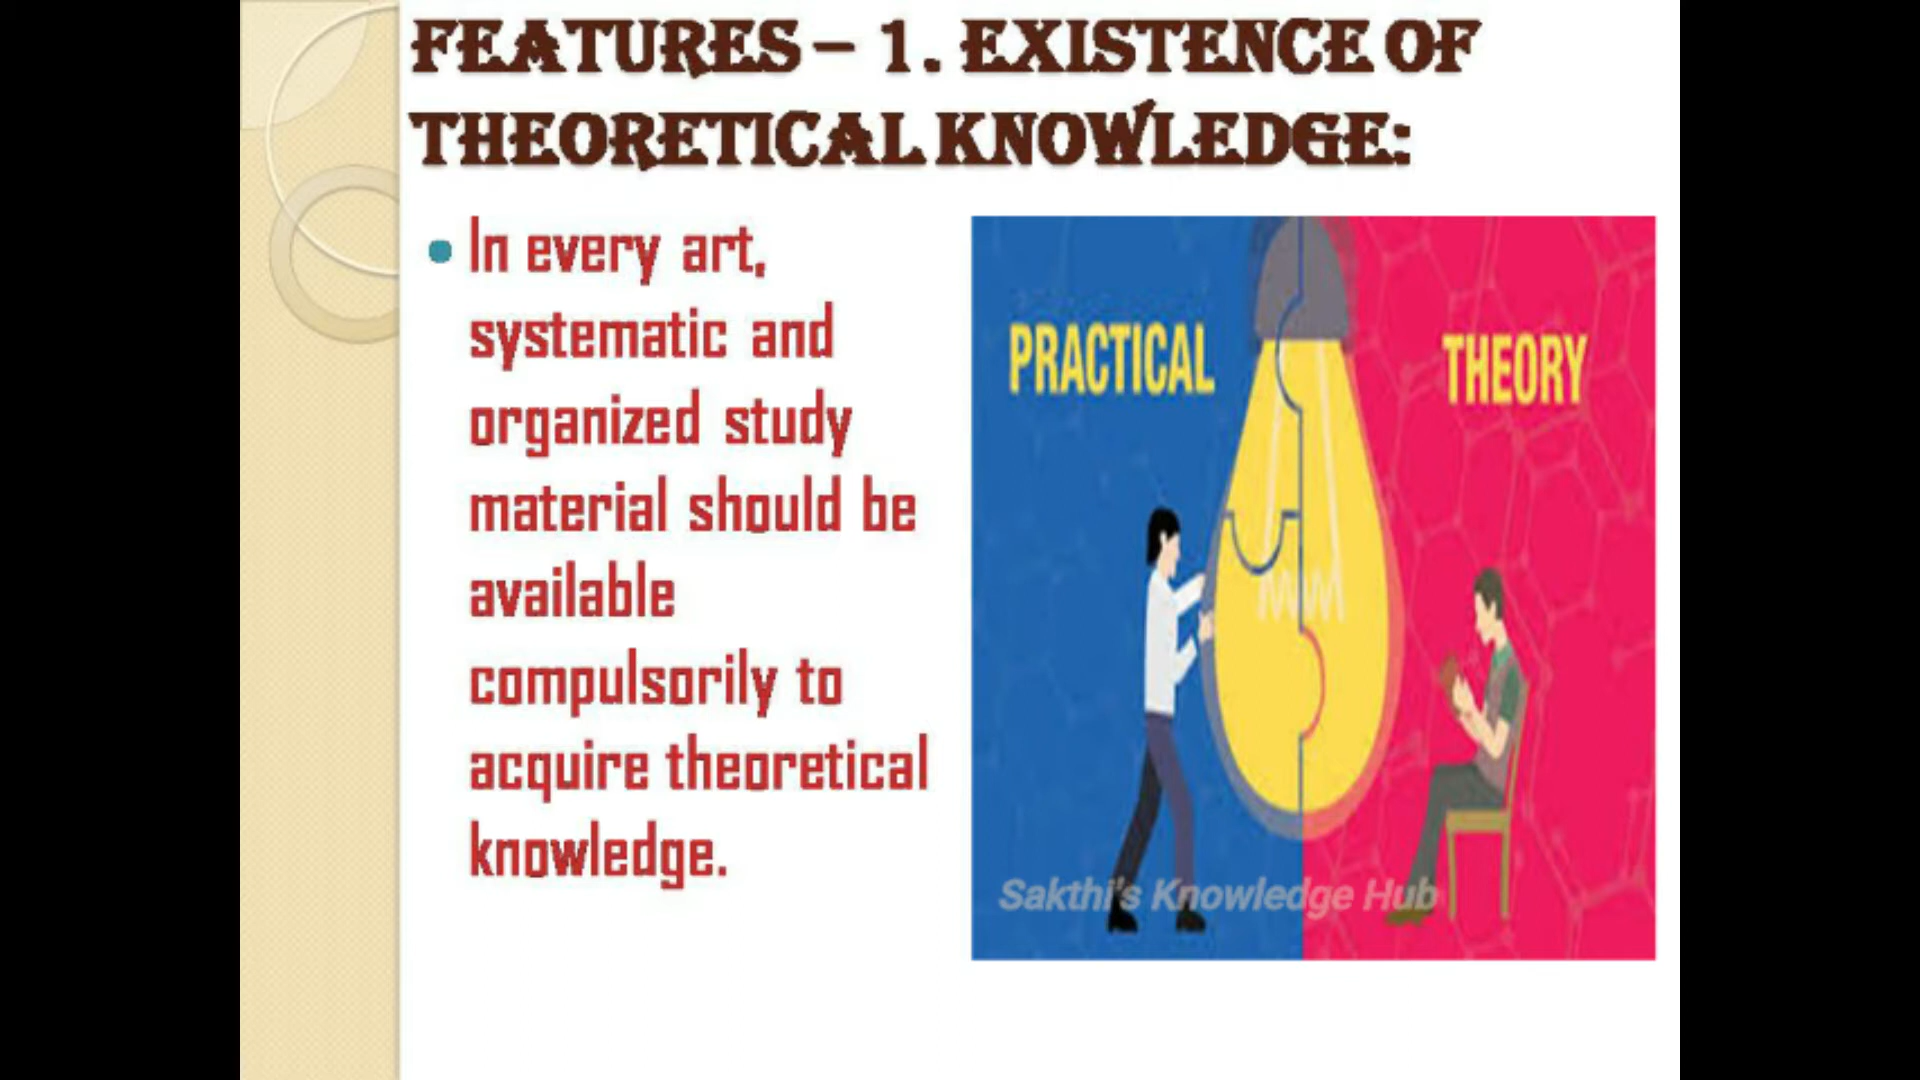 FEATURES – 1. EXISTENCE OF
THEORETICAL KNOWLEDGE:
• In every art,
systematic and
organized study
material should be
available
compulsorily to
acquire theoretical
knowledge.
PRACTICAL
THEORY
Sakthi's Knowledge Hub